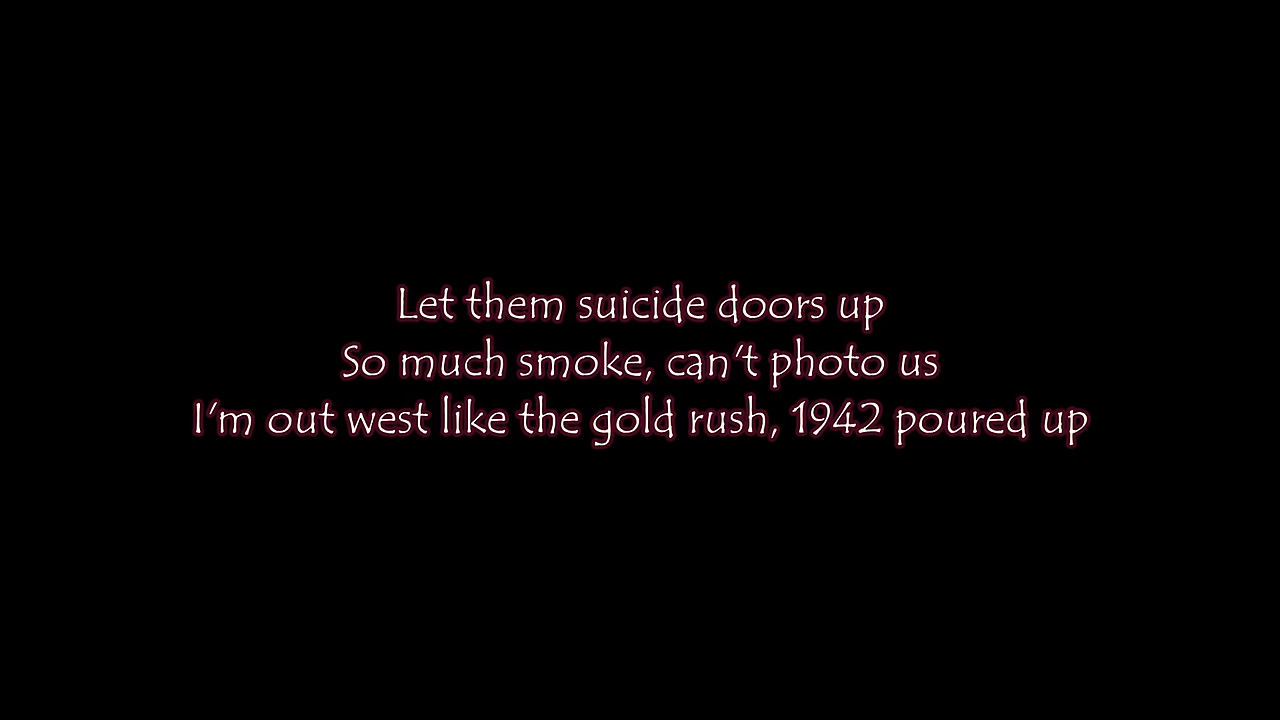 Let them suicide doors up
So much smoke, can't photo us
I'm out west like the gold rush, 1942 poured up